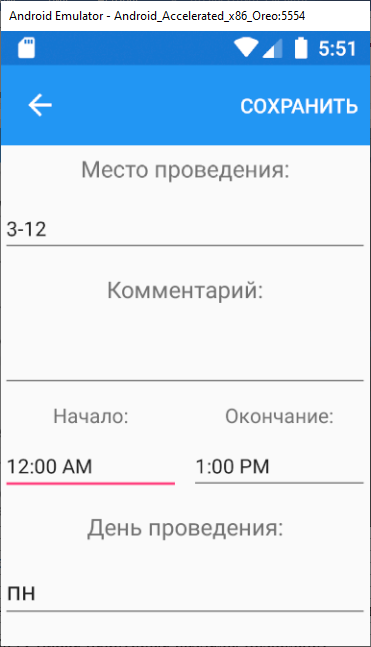 Android Emulator - Android_Accelerated_x86_Oreo:5554
5:51
СОХРАНИТЬ
Место проведения:
3-12
Комментарий:
Начало: Окончание:
12:00 AM 1:00 PM
День проведения:
ПН